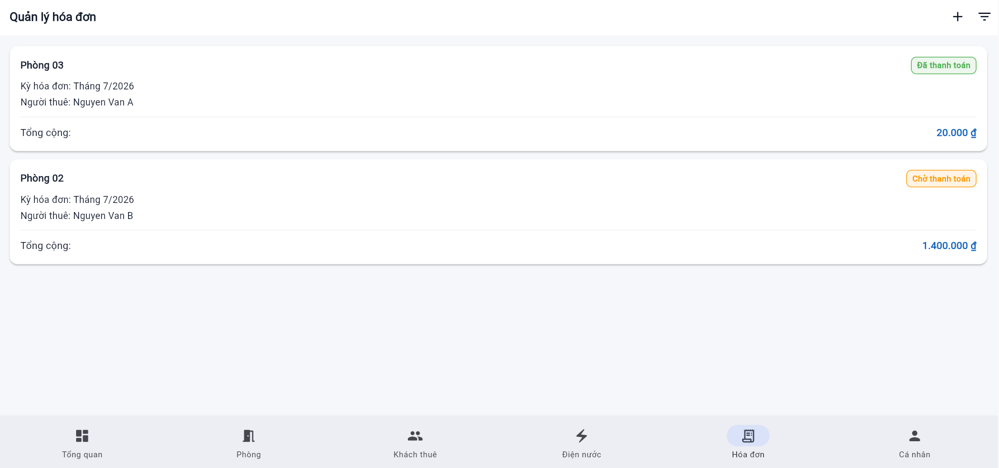 Quản lý hóa đơn
Phòng 03
Đã thanh toán
Kỳ hóa đơn: Tháng 7/2026
Người thuê: Nguyen Van A
Tổng cộng:
20.000 ₫
Phòng 02
Chờ thanh toán
Kỳ hóa đơn: Tháng 7/2026
Người thuê: Nguyen Van B
Tổng cộng:
1.400.000 ₫
Tổng quan
Phòng
Khách thuê
Điện nước
Hóa đơn
Cá nhân